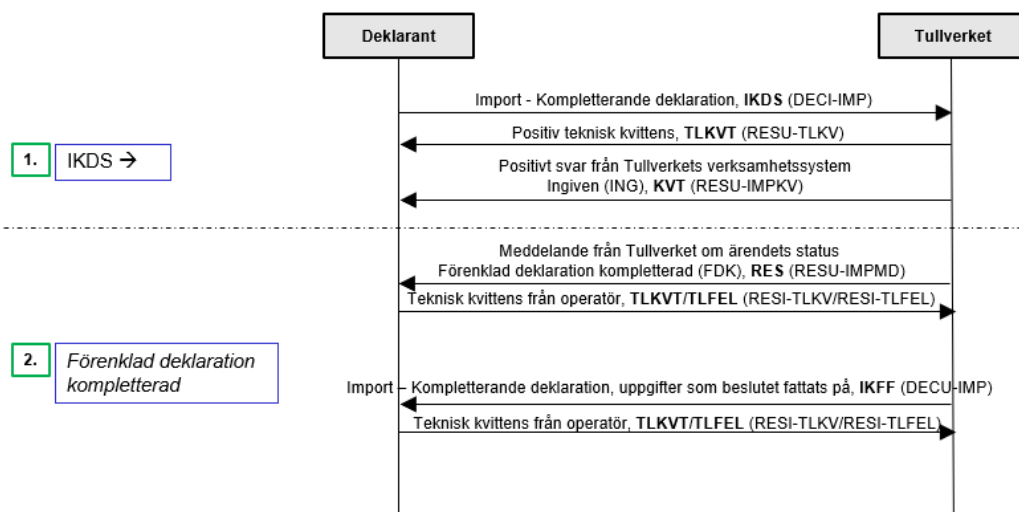 Deklarant
Tullverket
Import - Kompletterande deklaration, IKDS (DECI-IMP)
Positiv teknisk kvittens, TLKVT (RESU-TLKV)
1.
IKDS →
Positivt svar från Tullverkets verksamhetssystem
Ingiven (ING), KVT (RESU-IMPKV)
Meddelande från Tullverket om ärendets status
Förenklad deklaration kompletterad (FDK), RES (RESU-IMPMD)
Teknisk kvittens från operatör, TLKVT/TLFEL (RESI-TLKV/RESI-TLFEL)
2.
Förenklad deklaration
kompletterad
Import – Kompletterande deklaration, uppgifter som beslutet fattats på, IKFF (DECU-IMP)
Teknisk kvittens från operatör, TLKVT/TLFEL (RESI-TLKV/RESI-TLFEL)